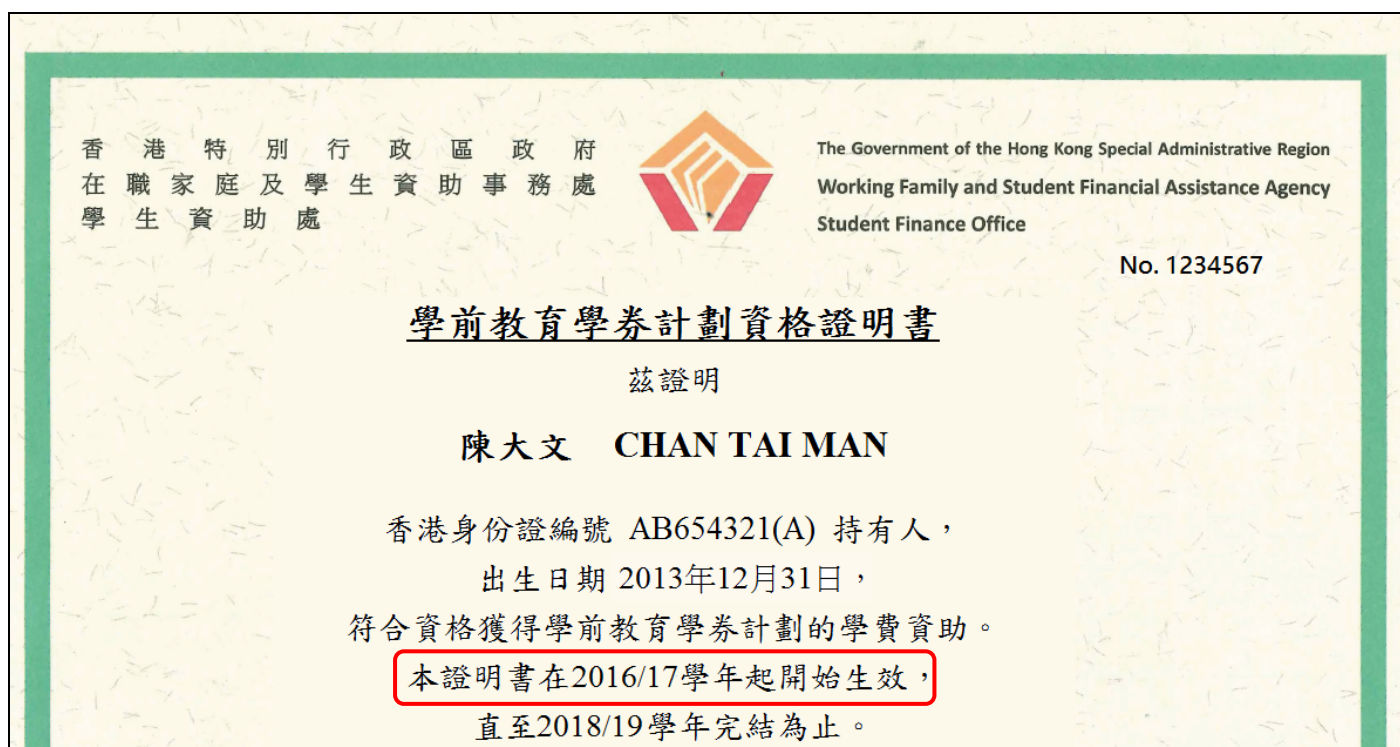 香港特別行政區政府
在職家庭及學生資助事務處
學生資助處
The Government of the Hong Kong Special Administrative Region
Working Family and Student Financial Assistance Agency
Student Finance Office
No. 1234567
學前教育學券計劃資格證明書
茲證明
陳大文 CHAN TAI MAN
香港身份證編號 AB654321(A) 持有人，
出生日期 2013年12月31日，
符合資格獲得學前教育學券計劃的學費資助。
本證明書在2016/17學年起開始生效，
直至2018/19學年完結為止。